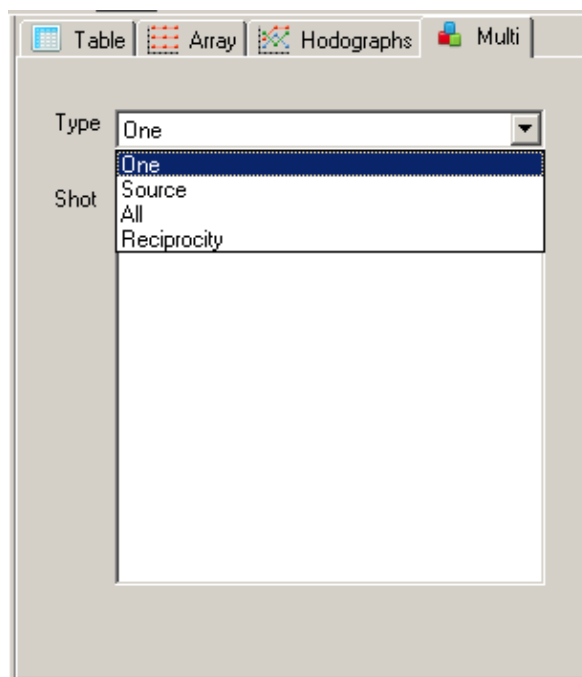 Table Array Hodographs Multi
Type One
One
Shot Source
All
Reciprocity